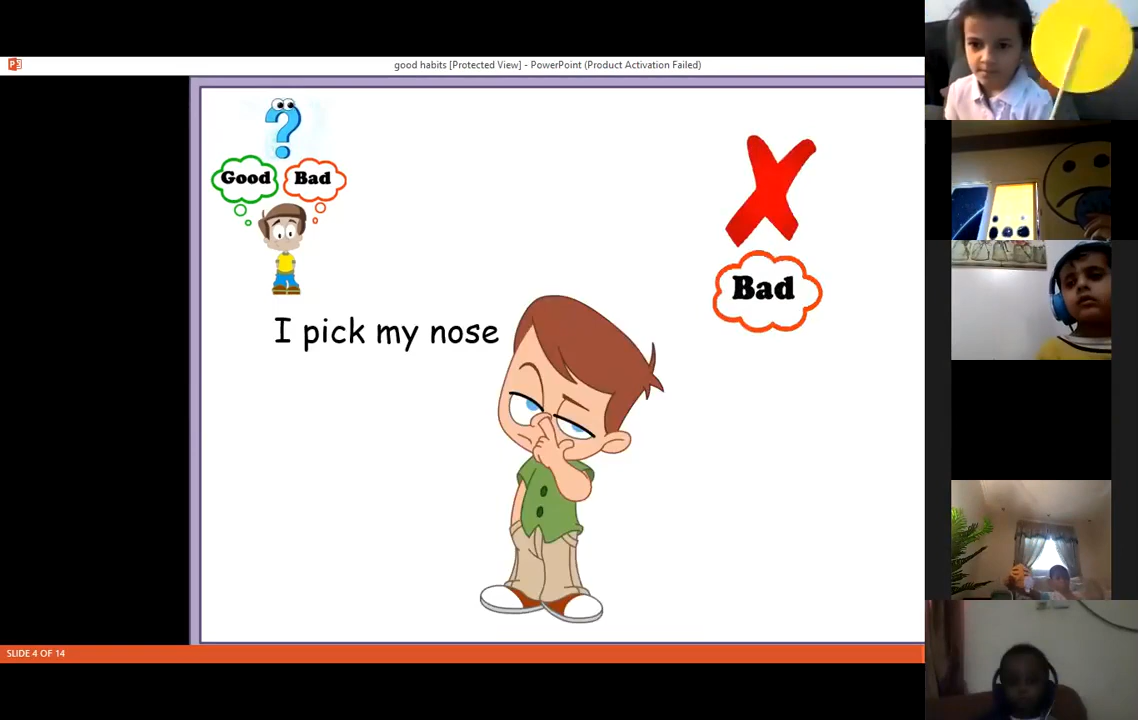 good habits [Protected View] - PowerPoint (Product Activation Failed)
?
Good Bad
Bad
I pick my nose
SLIDE 4 OF 14